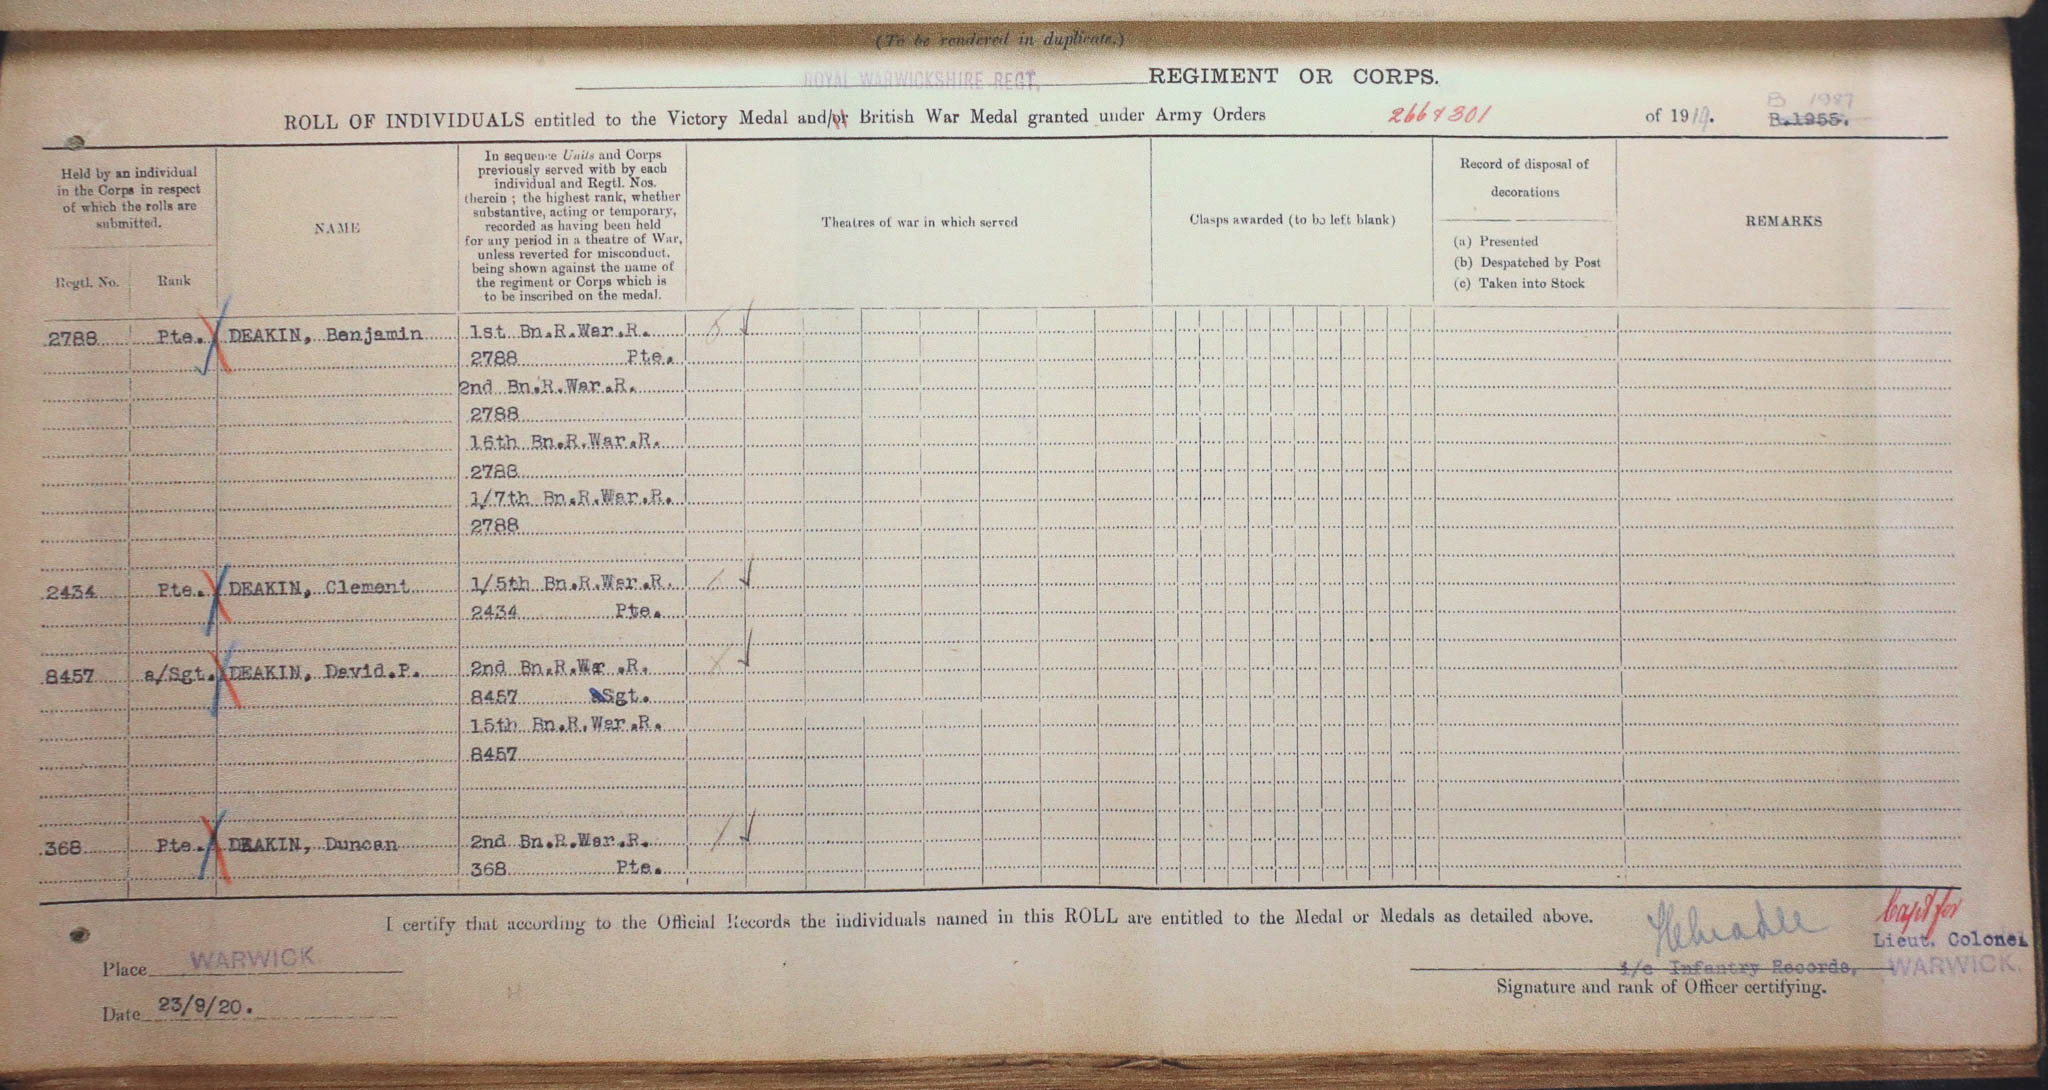 (To be rendered in duplicate.)
ROYAL WARWICKSHIRE REGT, REGIMENT OR CORPS.
ROLL OF INDIVIDUALS entitled to the Victory Medal and/or British War Medal granted under Army Orders 266 & 301 of 1919. B 1987
B.1955.
Held by an individual
in the Corps in respect
of which the rolls are
submitted.
Regtl. No. Rank
NAME
In sequence Units and Corps
previously served with by each
individual and Regtl. Nos.
therein ; the highest rank, whether
substantive, acting or temporary,
recorded as having been held
for any period in a theatre of War,
unless reverted for misconduct,
being shown against the name of
the regiment or Corps which is
to be inscribed on the medal.
Theatres of war in which served
Clasps awarded (to be left blank)
Record of disposal of
decorations
(a) Presented
(b) Despatched by Post
(c) Taken into Stock
REMARKS
2788 Pte. DEAKIN, Benjamin 1st Bn.R.War.R.
2788 Pte.
2nd Bn.R.War.R.
2788
16th Bn.R.War.R.
2788
1/7th Bn.R.War.R.
2788
2434 Pte. DEAKIN, Clement 1/5th Bn.R.War.R.
2434 Pte.
8457 a/Sgt. DEAKIN, David.P. 2nd Bn.R.War .R.
8457 aSgt.
15th Bn.R.War.R.
8457
368 Pte. DEAKIN, Duncan 2nd Bn.R.War.R.
368 Pte.
I certify that according to the Official Records the individuals named in this ROLL are entitled to the Medal or Medals as detailed above.
Capt for
Lieut. Colonel
Place WARWICK
i/c Infantry Records, WARWICK.
Signature and rank of Officer certifying.
Date 23/9/20.